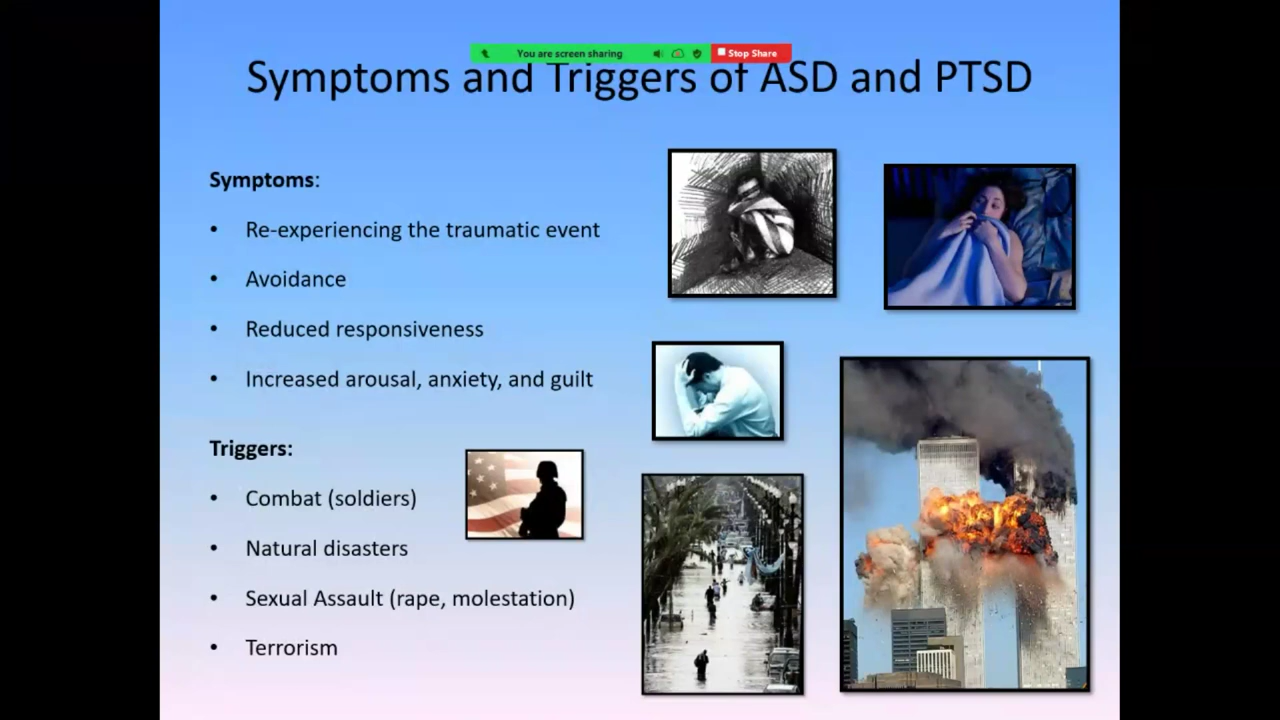 You are screen sharing Stop Share
Symptoms and Triggers of ASD and PTSD
Symptoms:
• Re-experiencing the traumatic event
• Avoidance
• Reduced responsiveness
• Increased arousal, anxiety, and guilt
Triggers:
• Combat (soldiers)
• Natural disasters
• Sexual Assault (rape, molestation)
• Terrorism